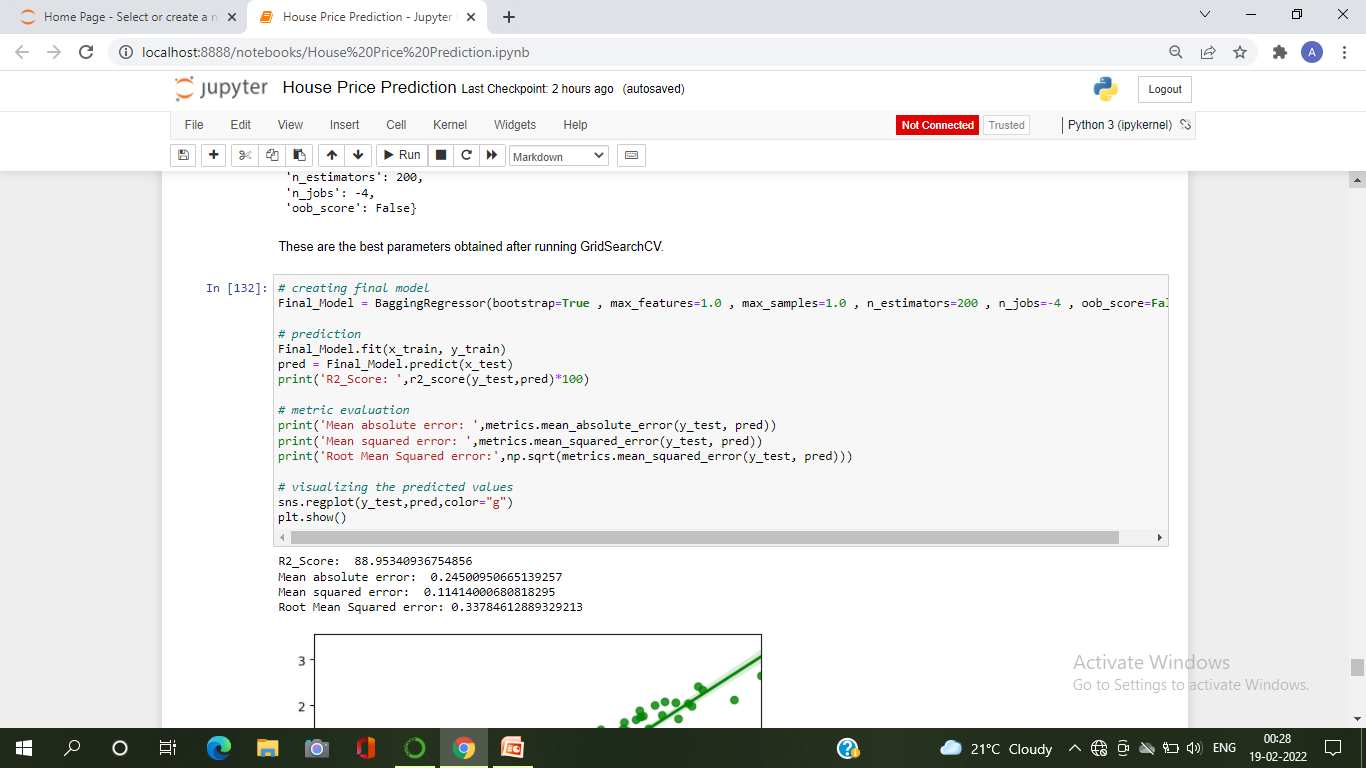 Home Page - Select or create a n
House Price Prediction - Jupyter
localhost:8888/notebooks/House%20Price%20Prediction.ipynb
A
jupyter House Price Prediction Last Checkpoint: 2 hours ago (autosaved)
Logout
File Edit View Insert Cell Kernel Widgets Help
Not Connected Trusted Python 3 (ipykernel)
Run Markdown
'n_estimators': 200,
'n_jobs': -4,
'oob_score': False}
These are the best parameters obtained after running GridSearchCV.
In [132]: # creating final model
Final_Model = BaggingRegressor(bootstrap=True , max_features=1.0 , max_samples=1.0 , n_estimators=200 , n_jobs=-4 , oob_score=Fal
# prediction
Final_Model.fit(x_train, y_train)
pred = Final_Model.predict(x_test)
print('R2_Score: ',r2_score(y_test,pred)*100)
# metric evaluation
print('Mean absolute error: ',metrics.mean_absolute_error(y_test, pred))
print('Mean squared error: ',metrics.mean_squared_error(y_test, pred))
print('Root Mean Squared error:',np.sqrt(metrics.mean_squared_error(y_test, pred)))
# visualizing the predicted values
sns.regplot(y_test,pred,color="g")
plt.show()
R2_Score:  88.95340936754856
Mean absolute error:  0.24500950665139257
Mean squared error:  0.11414000680818295
Root Mean Squared error: 0.33784612889329213
3
2
Activate Windows
Go to Settings to activate Windows.
21°C Cloudy
ENG
00:28
19-02-2022